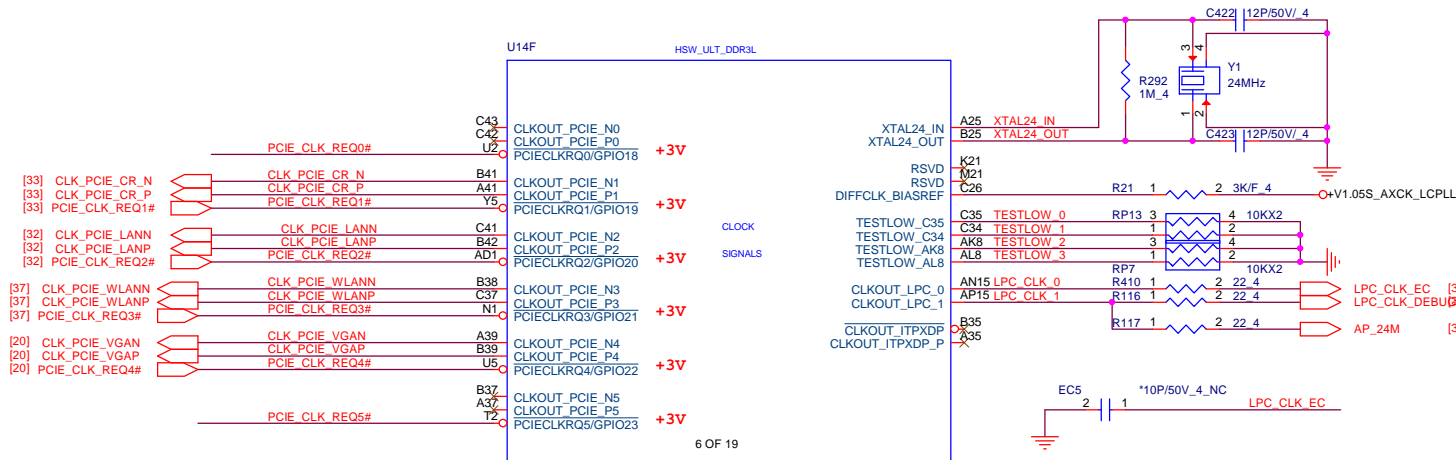 C422 12P/50V/_4
U14F HSW_ULT_DDR3L
3 4
Y1
R292 24MHz
1M_4
1 2
C43 CLKOUT_PCIE_N0 XTAL24_IN A25 XTAL24_IN
C42 CLKOUT_PCIE_P0 XTAL24_OUT B25 XTAL24_OUT C423 12P/50V/_4
PCIE_CLK_REQ0# U2 PCIECLKRQ0/GPIO18 +3V
RSVD K21
RSVD M21
[33] CLK_PCIE_CR_N CLK_PCIE_CR_N B41 CLKOUT_PCIE_N1
[33] CLK_PCIE_CR_P CLK_PCIE_CR_P A41 CLKOUT_PCIE_P1 DIFFCLK_BIASREF C26 R21 1 2 3K/F_4 +V1.05S_AXCK_LCPLL
[33] PCIE_CLK_REQ1# PCIE_CLK_REQ1# Y5 PCIECLKRQ1/GPIO19 +3V
CLOCK
SIGNALS
TESTLOW_C35 C35 TESTLOW_0 RP13 3 4 10KX2
TESTLOW_C34 C34 TESTLOW_1 1 2
[32] CLK_PCIE_LANN CLK_PCIE_LANN C41 CLKOUT_PCIE_N2
[32] CLK_PCIE_LANP CLK_PCIE_LANP B42 CLKOUT_PCIE_P2 TESTLOW_AK8 AK8 TESTLOW_2 3 4
[32] PCIE_CLK_REQ2# PCIE_CLK_REQ2# AD1 PCIECLKRQ2/GPIO20 +3V TESTLOW_AL8 AL8 TESTLOW_3 1 2
RP7 10KX2
[37] CLK_PCIE_WLANN CLK_PCIE_WLANN B38 CLKOUT_PCIE_N3 CLKOUT_LPC_0 AN15 LPC_CLK_0 R410 1 2 22_4 LPC_CLK_EC
[37] CLK_PCIE_WLANP CLK_PCIE_WLANP C37 CLKOUT_PCIE_P3 CLKOUT_LPC_1 AP15 LPC_CLK_1 R116 1 2 22_4 LPC_CLK_DEBUG
[37] PCIE_CLK_REQ3# PCIE_CLK_REQ3# N1 PCIECLKRQ3/GPIO21 +3V
CLKOUT_ITPXDP B35 R117 1 2 22_4 AP_24M
CLKOUT_ITPXDP_P A35
[20] CLK_PCIE_VGAN CLK_PCIE_VGAN A39 CLKOUT_PCIE_N4
[20] CLK_PCIE_VGAP CLK_PCIE_VGAP B39 CLKOUT_PCIE_P4
[20] PCIE_CLK_REQ4# PCIE_CLK_REQ4# U5 PCIECLKRQ4/GPIO22 +3V
B37 CLKOUT_PCIE_N5
A37 CLKOUT_PCIE_P5
PCIE_CLK_REQ5# T2 PCIECLKRQ5/GPIO23 +3V
EC5 *10P/50V_4_NC
2 1 LPC_CLK_EC
6 OF 19